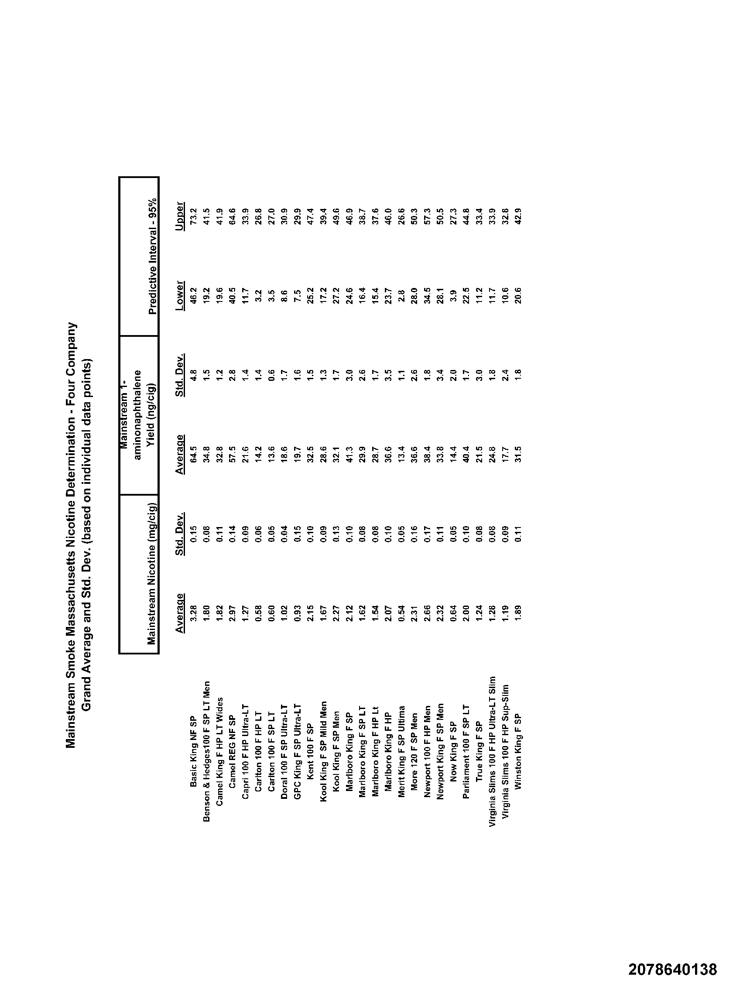 Mainstream Smoke Massachusetts Nicotine Determination - Four Company
Grand Average and Std. Dev. (based on individual data points)
Mainstream 1-
aminonaphthalene
Mainstream Nicotine (mg/cig) Yield (ng/cig) Predictive Interval - 95%
Average Std. Dev. Average Std. Dev. Lower Upper
Basic King NF SP 3.28 0.15 64.5 4.8 46.2 73.2
Benson & Hedges100 F SP LT Men 1.80 0.08 34.8 1.5 19.2 41.5
Camel King F HP LT Wides 1.82 0.11 32.8 1.2 19.6 41.9
Camel REG NF SP 2.97 0.14 57.5 2.8 40.5 64.6
Capri 100 F HP Ultra-LT 1.27 0.09 21.6 1.4 11.7 33.9
Carlton 100 F HP LT 0.58 0.06 14.2 1.4 3.2 26.8
Carlton 100 F SP LT 0.60 0.05 13.6 0.6 3.5 27.0
Doral 100 F SP Ultra-LT 1.02 0.04 18.6 1.7 8.6 30.9
GPC King F SP Ultra-LT 0.93 0.15 19.7 1.6 7.5 29.9
Kent 100 F SP 2.15 0.10 32.5 1.5 25.2 47.4
Kool King F SP Mild Men 1.67 0.09 28.6 1.3 17.2 39.4
Kool King F SP Men 2.27 0.13 32.1 1.7 27.2 49.6
Marlboro King F SP 2.12 0.10 41.3 3.0 24.6 46.9
Marlboro King F SP LT 1.62 0.08 29.9 2.6 16.4 38.7
Marlboro King F HP Lt 1.54 0.08 28.7 1.7 15.4 37.6
Marlboro King F HP 2.07 0.10 36.6 3.5 23.7 46.0
Merit King F SP Ultima 0.54 0.05 13.4 1.1 2.8 26.6
More 120 F SP Men 2.31 0.16 36.6 2.6 28.0 50.3
Newport 100 F HP Men 2.66 0.17 38.4 1.8 34.5 57.3
Newport King F SP Men 2.32 0.11 33.8 3.4 28.1 50.5
Now King F SP 0.64 0.05 14.4 2.0 3.9 27.3
Parliament 100 F SP LT 2.00 0.10 40.4 1.7 22.5 44.8
True King F SP 1.24 0.08 21.5 3.0 11.2 33.4
Virginia Slims 100 F HP Ultra-LT Slim 1.28 0.08 24.8 1.8 11.7 33.9
Virginia Slims 100 F HP Sup-Slim 1.19 0.09 17.7 2.4 10.6 32.8
Winston King F SP 1.89 0.11 31.5 1.8 20.6 42.9
2078640138